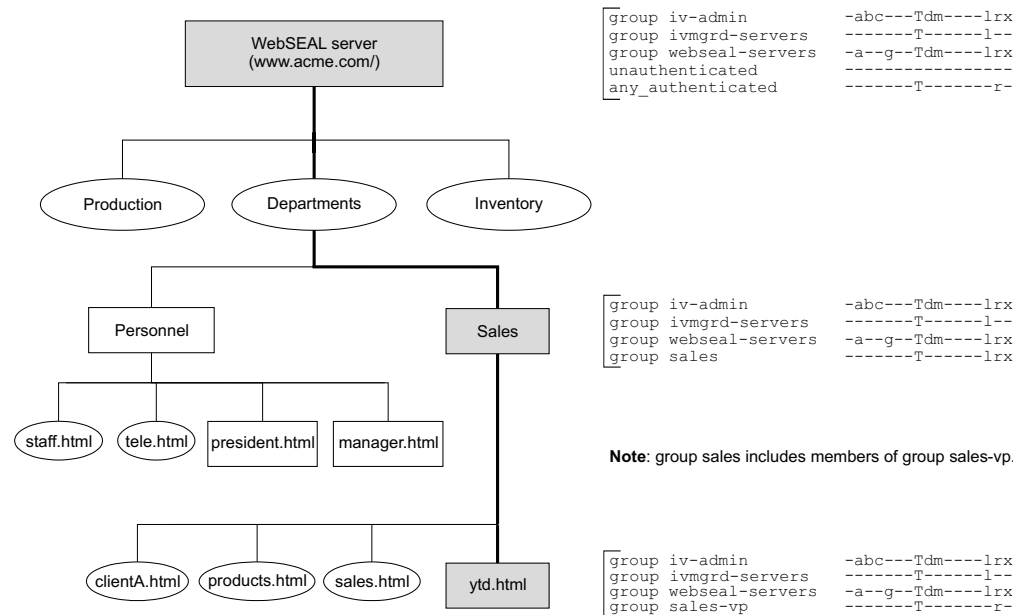 WebSEAL server
(www.acme.com/)
group iv-admin -abc---Tdm----lrx
group ivmgrd-servers -------T------l--
group webseal-servers -a--g--Tdm----lrx
unauthenticated -----------------
any_authenticated -------T-------r-
Production
Departments
Inventory
Personnel
Sales
group iv-admin -abc---Tdm----lrx
group ivmgrd-servers -------T------l--
group webseal-servers -a--g--Tdm----lrx
group sales -------T------lrx
staff.html
tele.html
president.html
manager.html
Note: group sales includes members of group sales-vp.
clientA.html
products.html
sales.html
ytd.html
group iv-admin -abc---Tdm----lrx
group ivmgrd-servers -------T------l--
group webseal-servers -a--g--Tdm----lrx
group sales-vp -------T-------r-